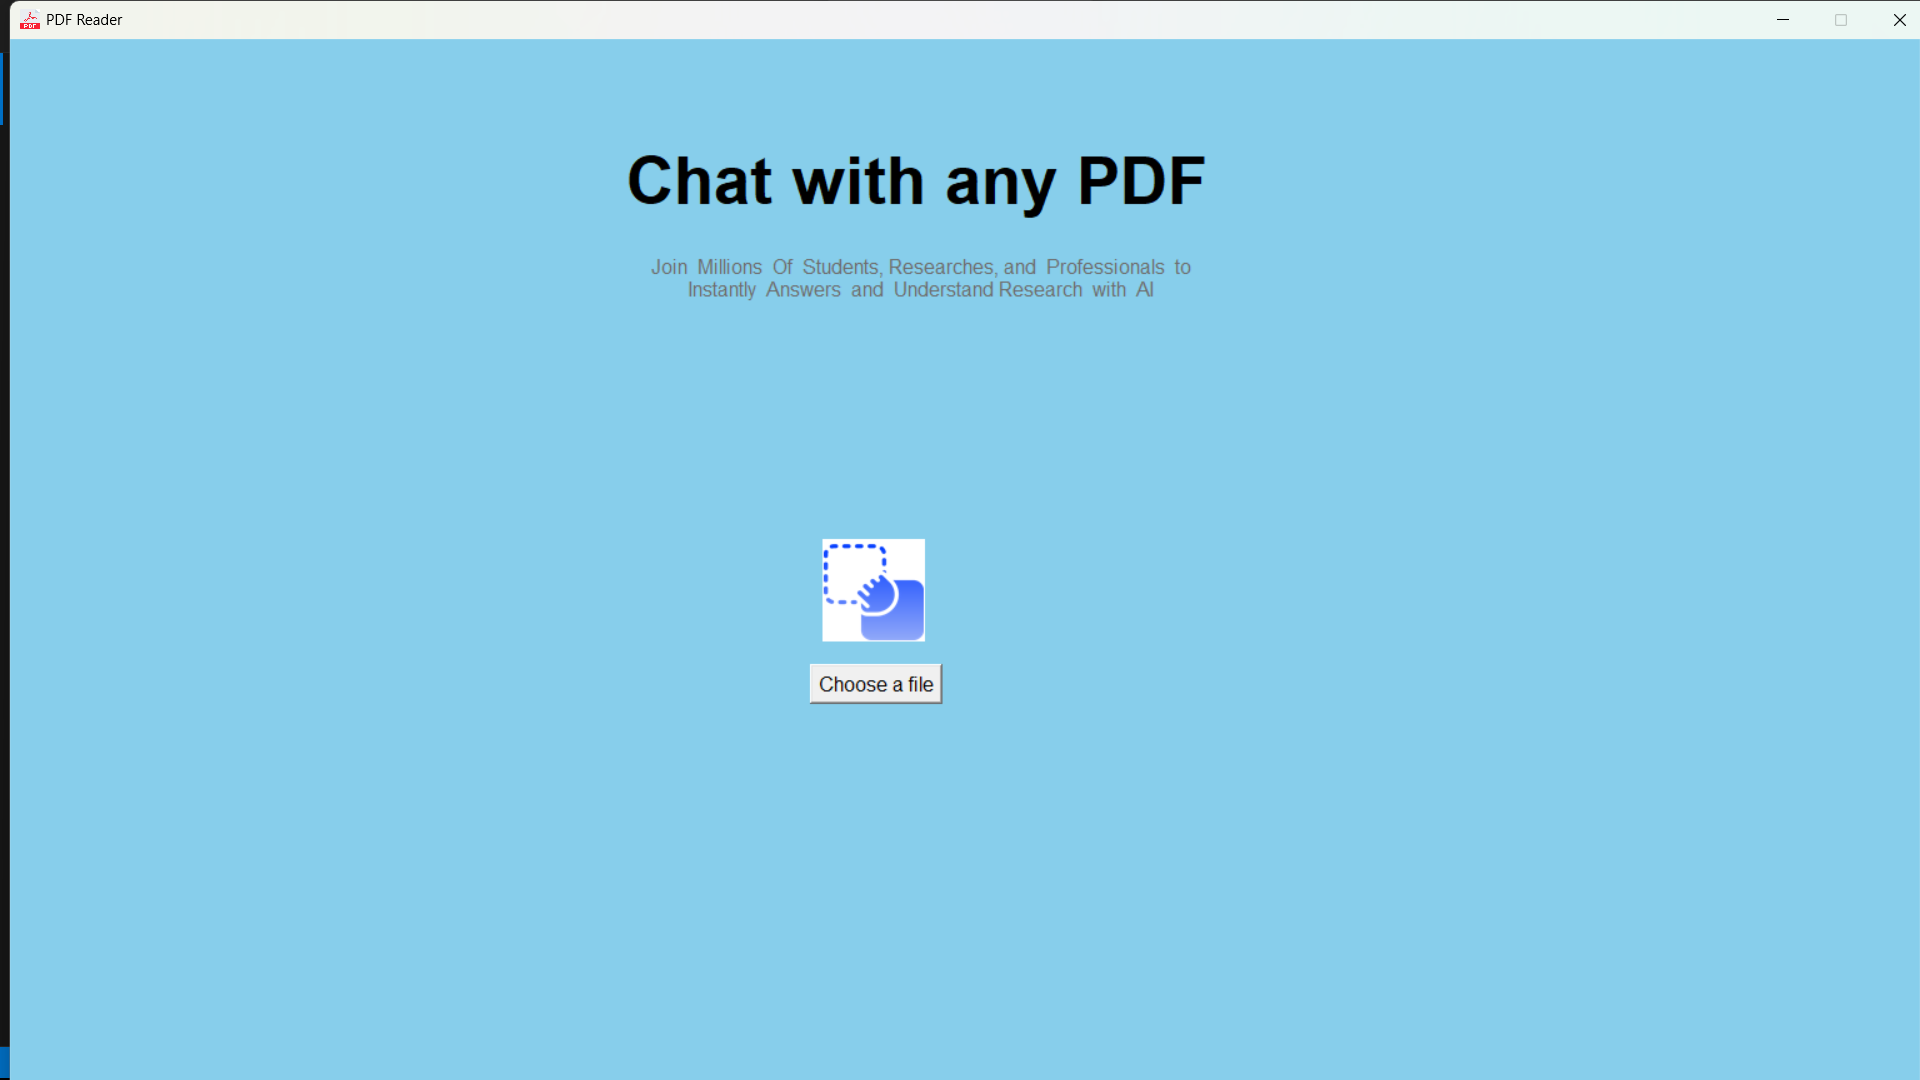 PDF Reader
Chat with any PDF
Join Millions Of Students, Researches, and Professionals to
Instantly Answers and Understand Research with AI
Choose a file